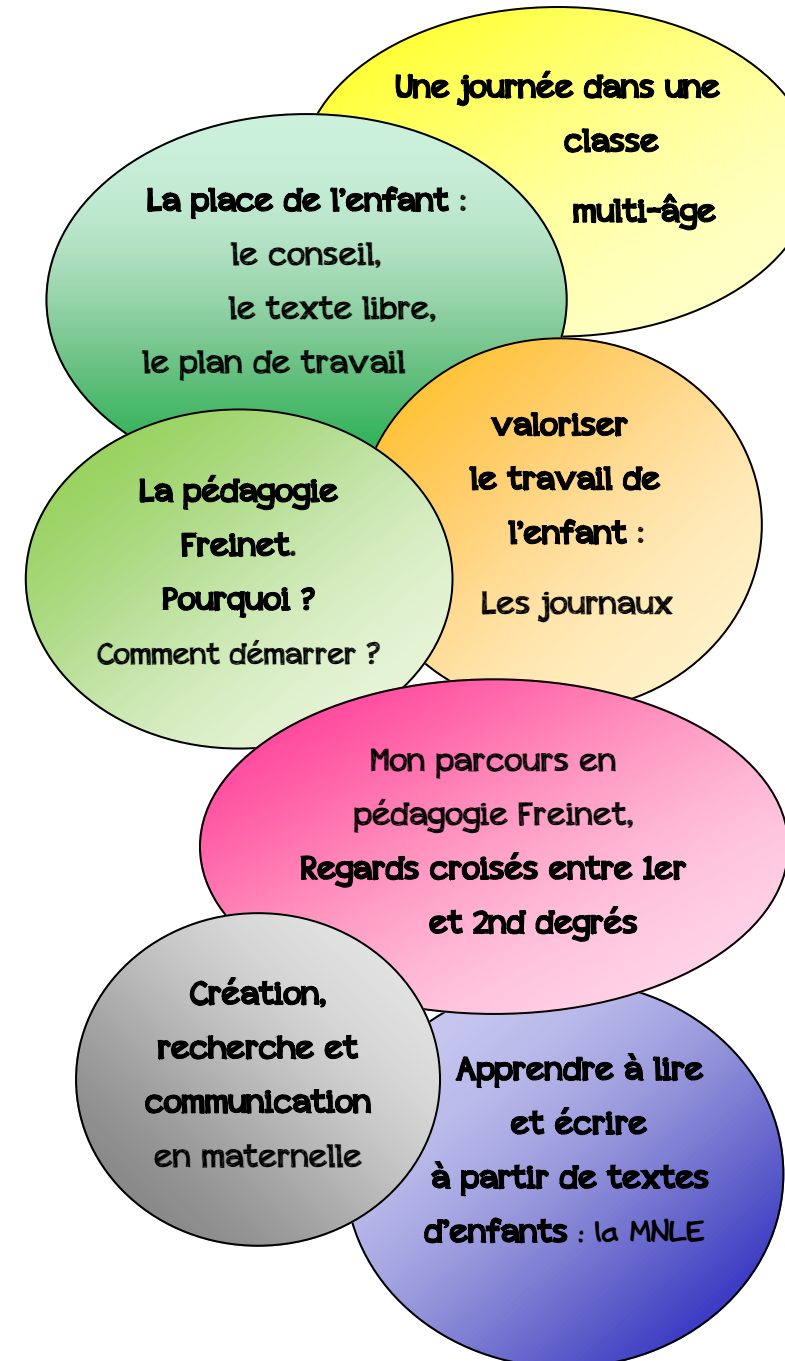 Une journée dans une
classe
multi-âge
La place de l'enfant :
le conseil,
le texte libre,
le plan de travail
valoriser
le travail de
l'enfant :
Les journaux
La pédagogie
Freinet.
Pourquoi ?
Comment démarrer ?
Mon parcours en
pédagogie Freinet,
Regards croisés entre 1er
et 2nd degrés
Création,
recherche et
communication
en maternelle
Apprendre à lire
et écrire
à partir de textes
d'enfants : la MNLE